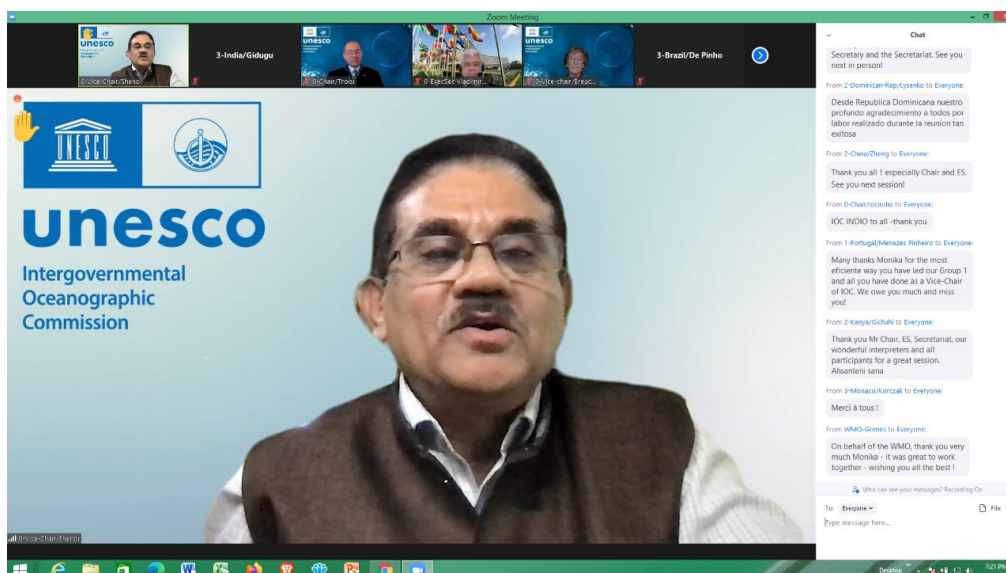 Zoom Meeting
unesco
0-Vice-Chair/Shenoi
3-India/Gidugu
unesco
0-Chair/Troisi
0-ExecSec Vladimir...
unesco
3-Brazil/De Pinho
UNESCO
unesco
Intergovernmental
Oceanographic
Commission
0-Vice-Chair/Shenoi
Chat
Secretary and the Secretariat. See you
next in person!
From 2-Dominican-Rep/Lysenko to Everyone:
Desde Republica Dominicana nuestro
profundo agradecimiento a todos por
labor realizado durante la reunion tan
exitosa
From 2-China/Zheng to Everyone:
Thank you all ! especially Chair and ES.
See you next session!
From 0-Chair/Iocindio to Everyone:
IOC INDIO to all -thank you
From 1-Portugal/Menezes Pinheiro to Everyone:
Many thanks Monika for the most
eficiente way you have led our Group 1
and all you have done as a Vice-Chair
of IOC. We owe you much and miss
you!
From 2-Kenya/Gichuhi to Everyone:
Thank you Mr Chair, ES, Secretariat, our
wonderful interpreters and all
participants for a great session.
Ahsanteni sana
From 3-Monaco/Korczak to Everyone:
Merci à tous !
From WMO-Grimes to Everyone:
On behalf of the WMO, thank you very
much Monika - it was great to work
together - wishing you all the best !
Who can see your messages? Recording On
To: Everyone
File
Type message here...
Desktop
7:21 PM